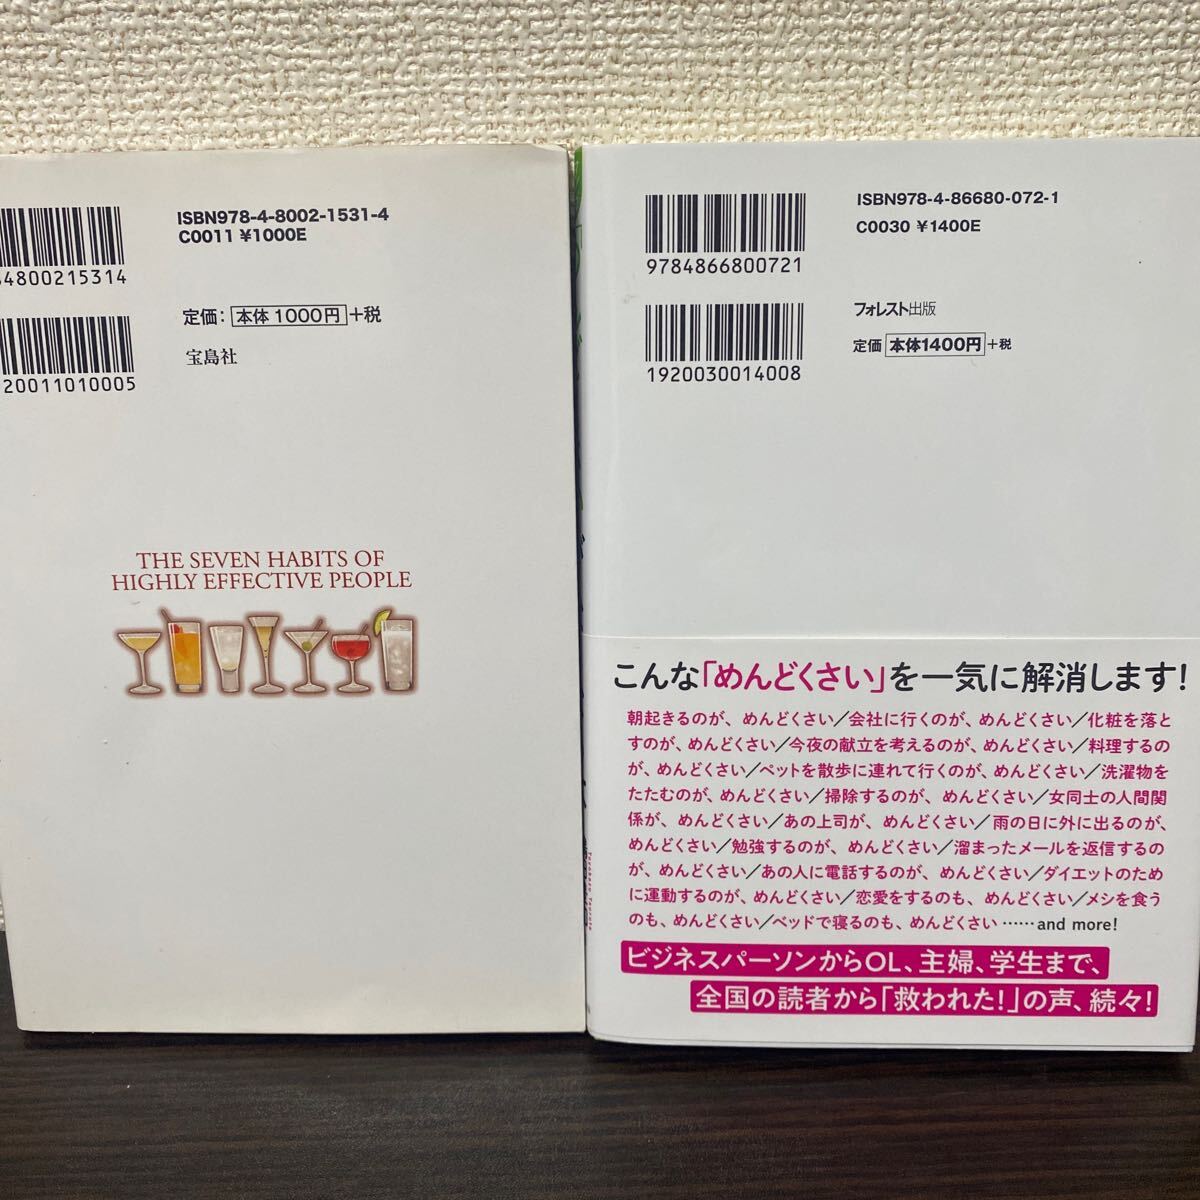 ISBN978-4-8002-1531-4
C0011 ¥1000E
4800215314
定価：本体 1000円＋税
20011010005
宝島社
THE SEVEN HABITS OF
HIGHLY EFFECTIVE PEOPLE
ISBN978-4-86680-072-1
C0030 ¥1400E
9784866800721
フォレスト出版
定価 本体1400円＋税
1920030014008
こんな「めんどくさい」を一気に解消します！
朝起きるのが、めんどくさい／会社に行くのが、めんどくさい／化粧を落と
すのが、めんどくさい／今夜の献立を考えるのが、めんどくさい／料理するの
が、めんどくさい／ペットを散歩に連れて行くのが、めんどくさい／洗濯物を
たたむのが、めんどくさい／掃除するのが、めんどくさい／女同士の人間関
係が、めんどくさい／あの上司が、めんどくさい／雨の日に外に出るのが、
めんどくさい／勉強するのが、めんどくさい／溜まったメールを返信するの
が、めんどくさい／あの人に電話するのが、めんどくさい／ダイエットのため
に運動するのが、めんどくさい／恋愛をするのも、めんどくさい／メシを食う
のも、めんどくさい／ベッドで寝るのも、めんどくさい ……and more!
ビジネスパーソンからOL、主婦、学生まで、
全国の読者から「救われた！」の声、続々！